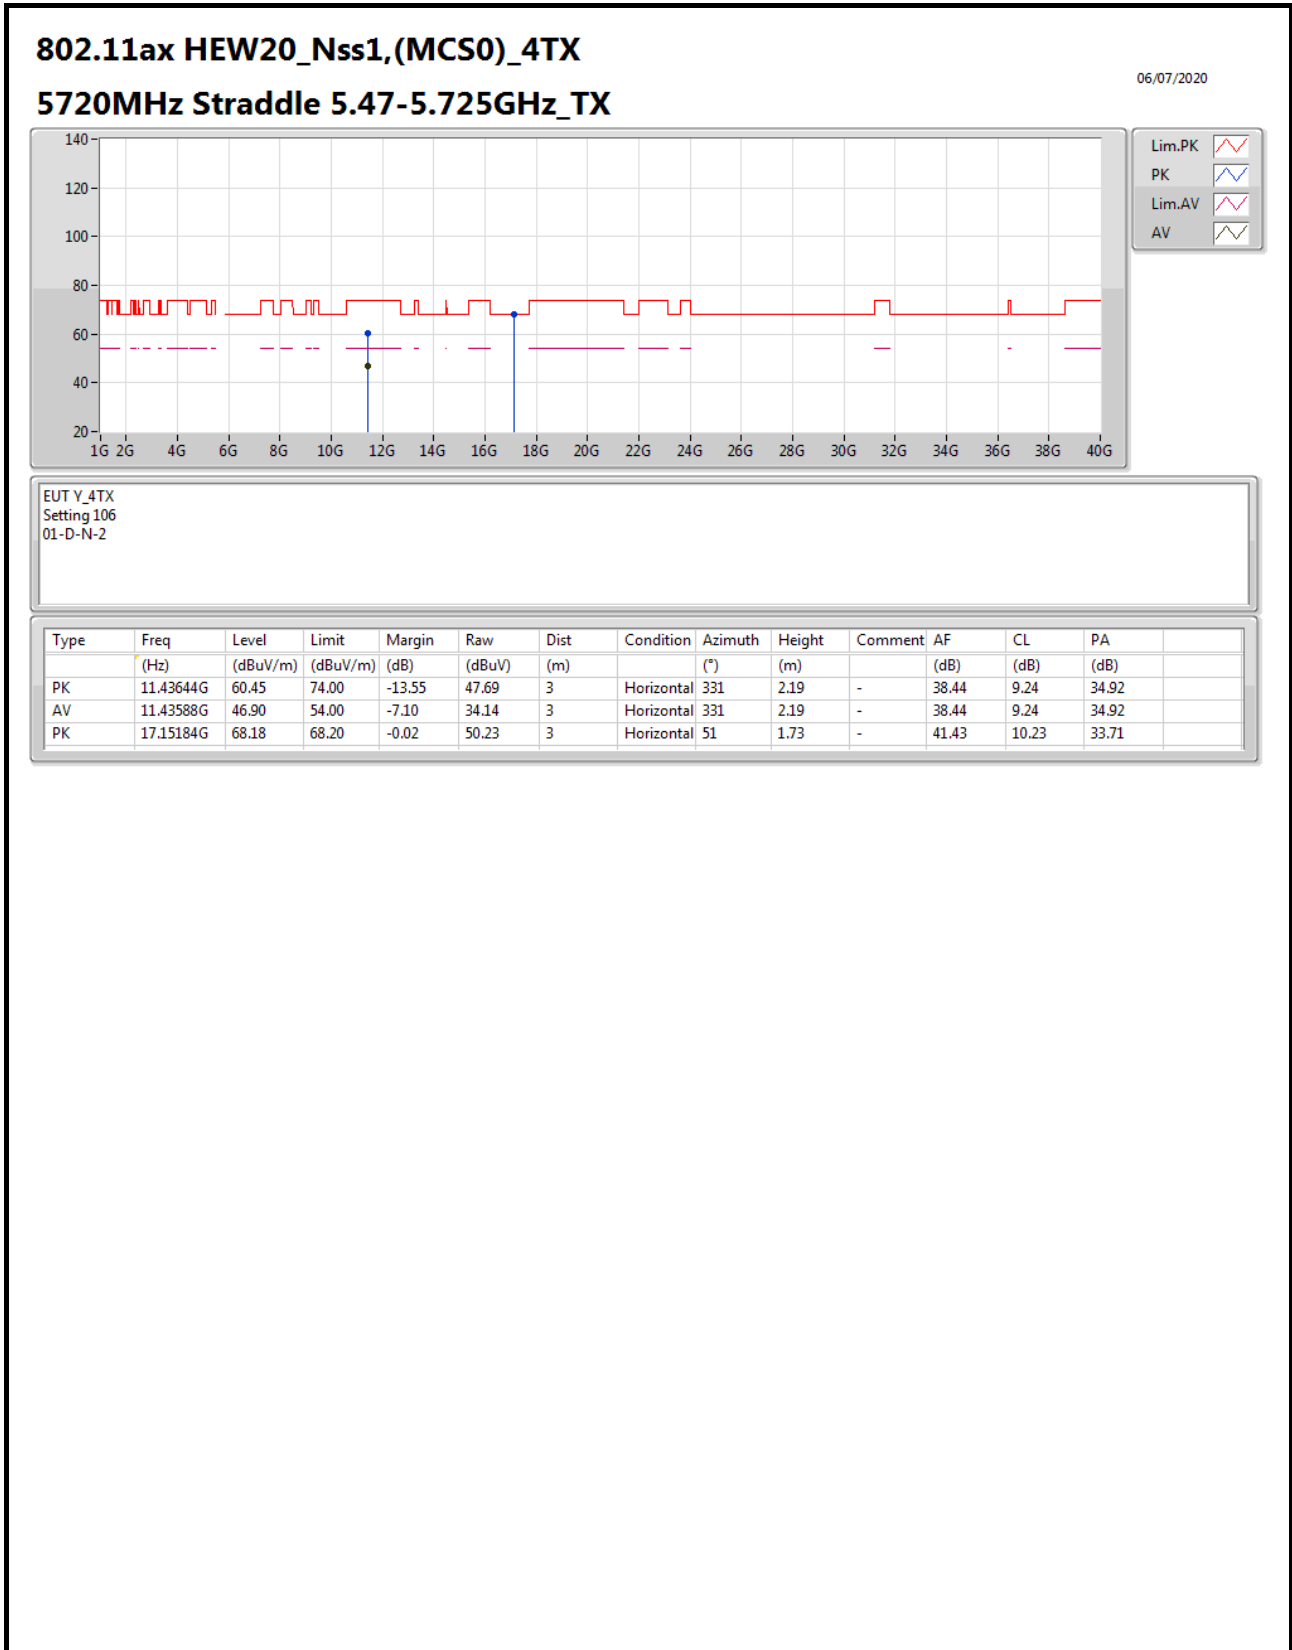 802.11ax HEW20_Nss1,(MCS0)_4TX
06/07/2020
5720MHz Straddle 5.47-5.725GHz_TX
140
120
100
80
60
40
20
1G 2G 4G 6G 8G 10G 12G 14G 16G 18G 20G 22G 24G 26G 28G 30G 32G 34G 36G 38G 40G
Lim.PK
PK
Lim.AV
AV
EUT Y_4TX
Setting 106
01-D-N-2
Type Freq Level Limit Margin Raw Dist Condition Azimuth Height Comment AF CL PA
(Hz) (dBuV/m) (dBuV/m) (dB) (dBuV) (m) (°) (m) (dB) (dB) (dB)
PK 11.43644G 60.45 74.00 -13.55 47.69 3 Horizontal 331 2.19 - 38.44 9.24 34.92
AV 11.43588G 46.90 54.00 -7.10 34.14 3 Horizontal 331 2.19 - 38.44 9.24 34.92
PK 17.15184G 68.18 68.20 -0.02 50.23 3 Horizontal 51 1.73 - 41.43 10.23 33.71